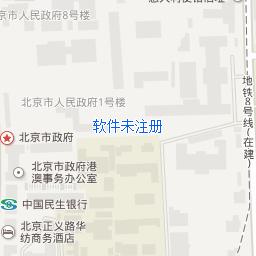 北京市人民政府8号楼
北京市人民政府1号楼
软件未注册
地铁8号线(在建)
北京市政府
北京市政府港
澳事务办公室
中国民生银行
北京正义路华
纺商务酒店